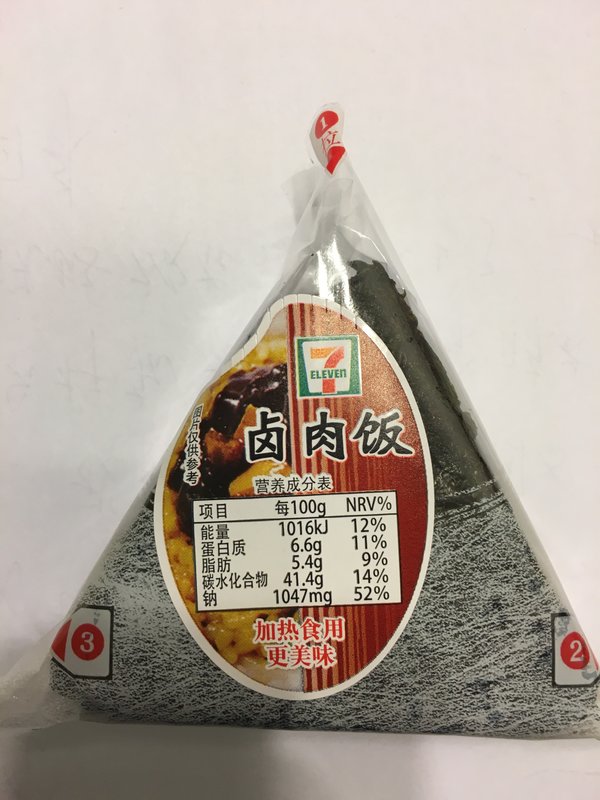 1
7
ELEVEn
卤肉饭
图片仅供参考
营养成分表
项目 每100g NRV%
能量 1016kJ 12%
蛋白质 6.6g 11%
脂肪 5.4g 9%
碳水化合物 41.4g 14%
钠 1047mg 52%
加热食用
更美味
3
2